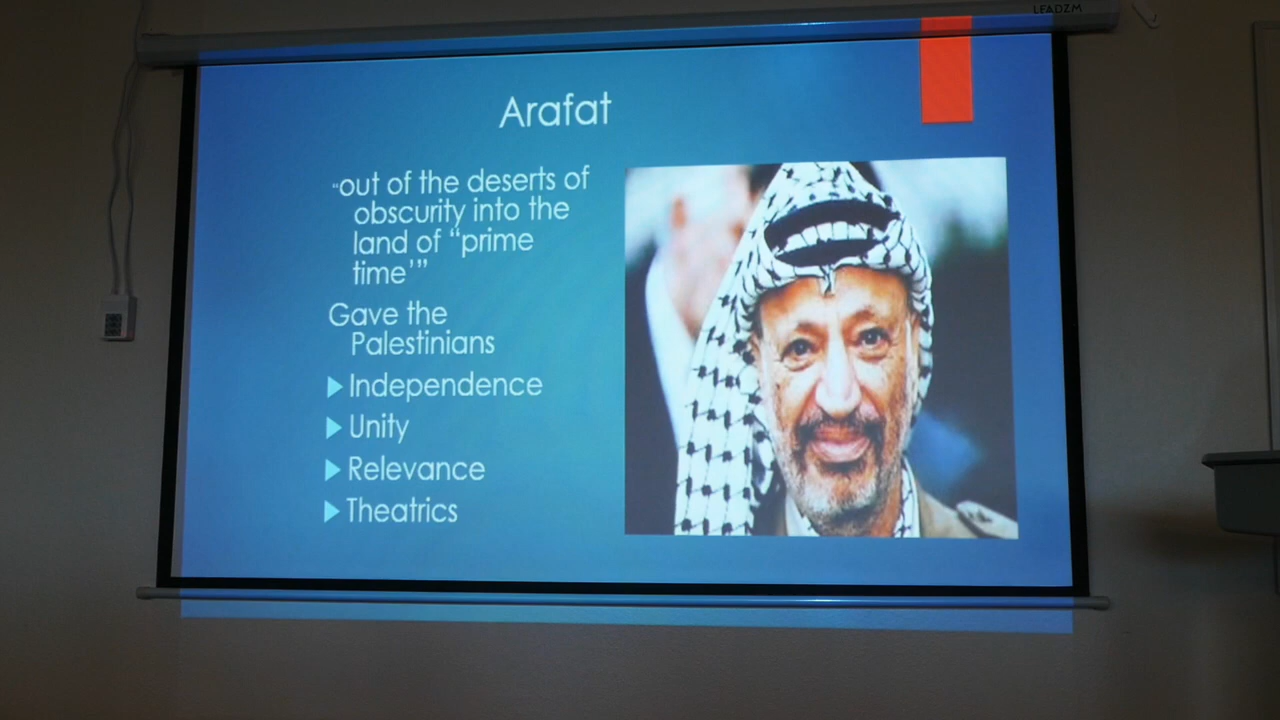 LEADZM
Arafat
“out of the deserts of
obscurity into the
land of “prime
time’”
Gave the
Palestinians
Independence
Unity
Relevance
Theatrics